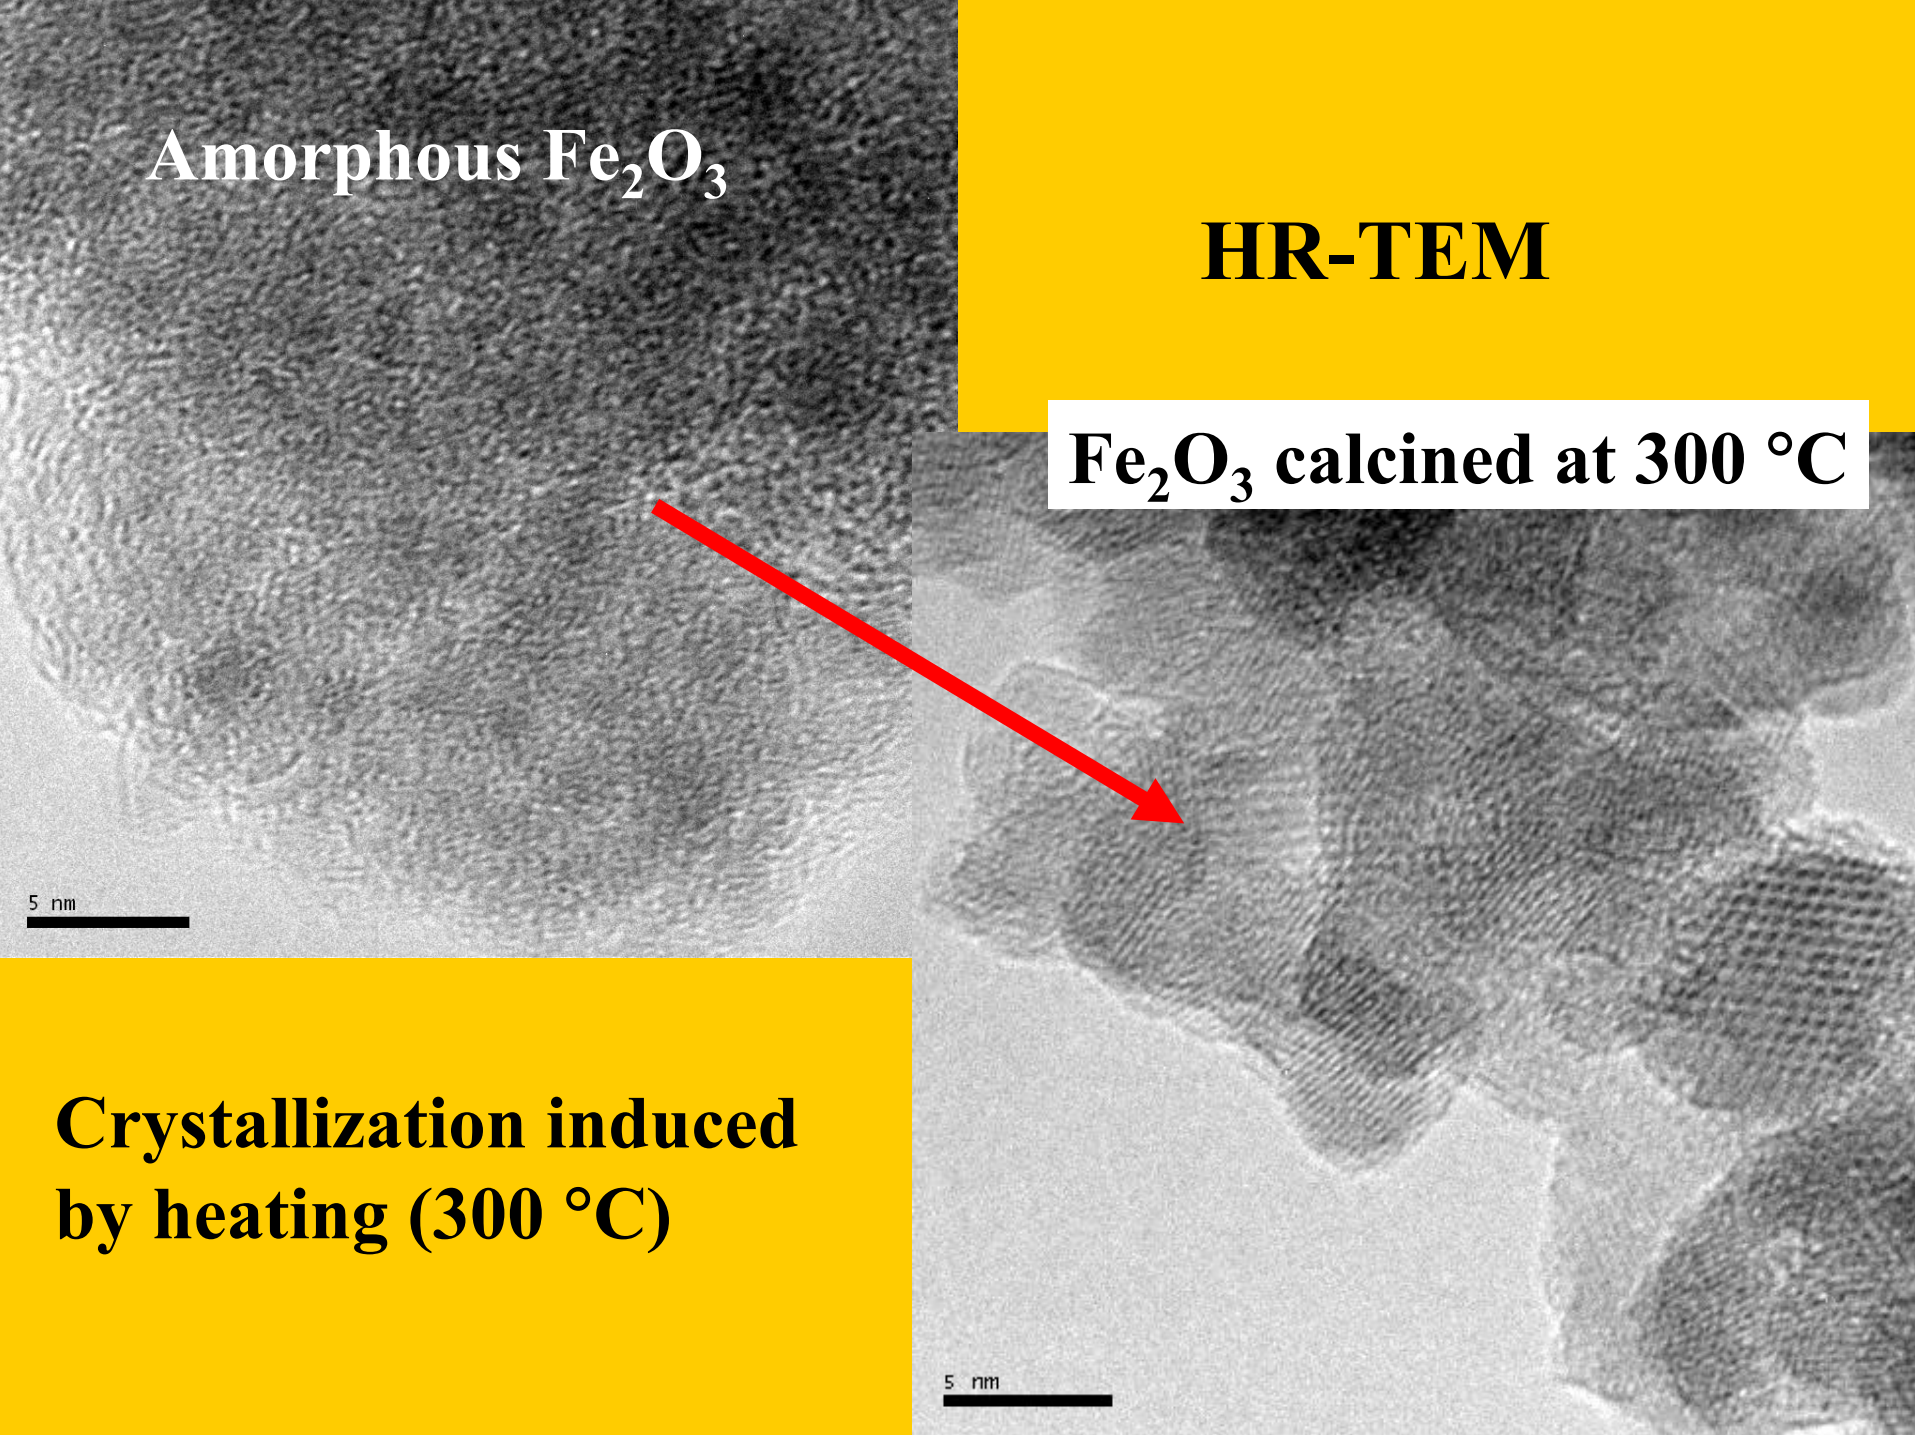 Amorphous Fe₂O₃
HR-TEM
Fe₂O₃ calcined at 300 °C
5 nm
Crystallization induced
by heating (300 °C)
5 nm